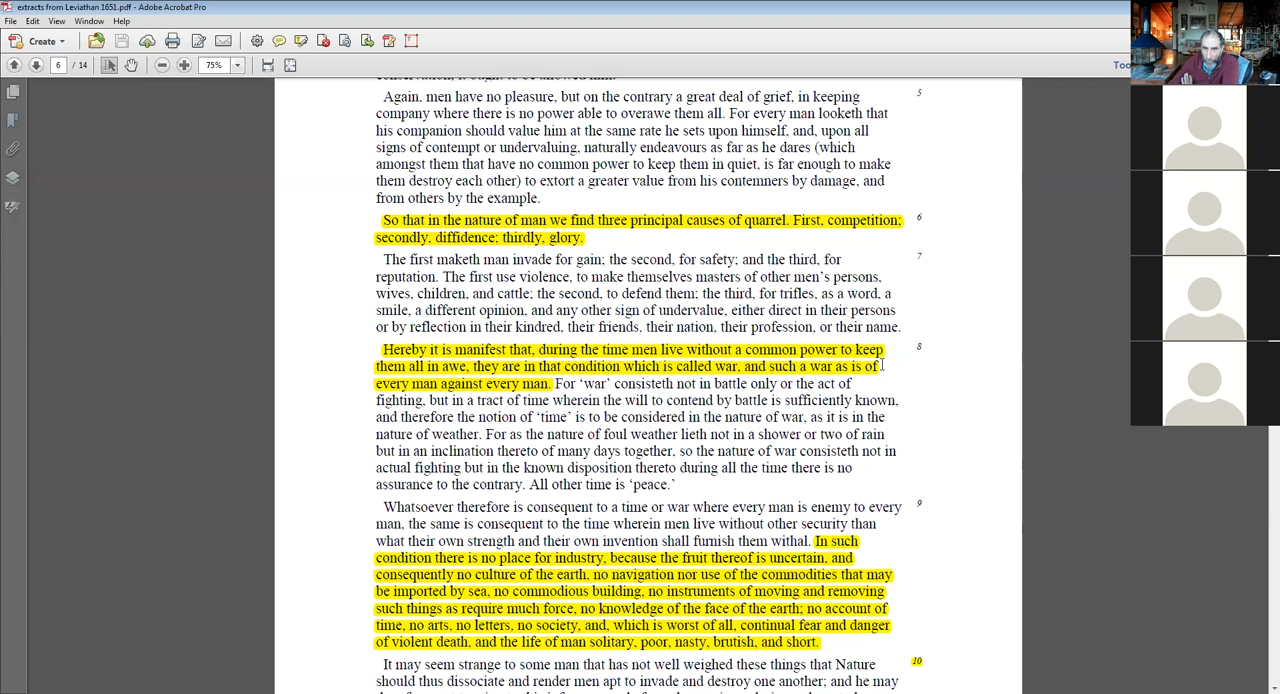 extracts from Leviathan 1651.pdf - Adobe Acrobat Pro
File Edit View Window Help
Create
6 / 14 75%
Too
conservation, it ought to be allowed him.
Again, men have no pleasure, but on the contrary a great deal of grief, in keeping 5
company where there is no power able to overawe them all. For every man looketh that
his companion should value him at the same rate he sets upon himself, and, upon all
signs of contempt or undervaluing, naturally endeavours as far as he dares (which
amongst them that have no common power to keep them in quiet, is far enough to make
them destroy each other) to extort a greater value from his contemners by damage, and
from others by the example.
So that in the nature of man we find three principal causes of quarrel. First, competition; 6
secondly, diffidence; thirdly, glory.
The first maketh man invade for gain; the second, for safety; and the third, for 7
reputation. The first use violence, to make themselves masters of other men's persons,
wives, children, and cattle; the second, to defend them; the third, for trifles, as a word, a
smile, a different opinion, and any other sign of undervalue, either direct in their persons
or by reflection in their kindred, their friends, their nation, their profession, or their name.
Hereby it is manifest that, during the time men live without a common power to keep 8
them all in awe, they are in that condition which is called war, and such a war as is of
every man against every man. For ‘war’ consisteth not in battle only or the act of
fighting, but in a tract of time wherein the will to contend by battle is sufficiently known,
and therefore the notion of ‘time’ is to be considered in the nature of war, as it is in the
nature of weather. For as the nature of foul weather lieth not in a shower or two of rain
but in an inclination thereto of many days together, so the nature of war consisteth not in
actual fighting but in the known disposition thereto during all the time there is no
assurance to the contrary. All other time is ‘peace.’
Whatsoever therefore is consequent to a time or war where every man is enemy to every 9
man, the same is consequent to the time wherein men live without other security than
what their own strength and their own invention shall furnish them withal. In such
condition there is no place for industry, because the fruit thereof is uncertain, and
consequently no culture of the earth, no navigation nor use of the commodities that may
be imported by sea, no commodious building, no instruments of moving and removing
such things as require much force, no knowledge of the face of the earth; no account of
time, no arts, no letters, no society, and, which is worst of all, continual fear and danger
of violent death, and the life of man solitary, poor, nasty, brutish, and short.
It may seem strange to some man that has not well weighed these things that Nature 10
should thus dissociate and render men apt to invade and destroy one another; and he may